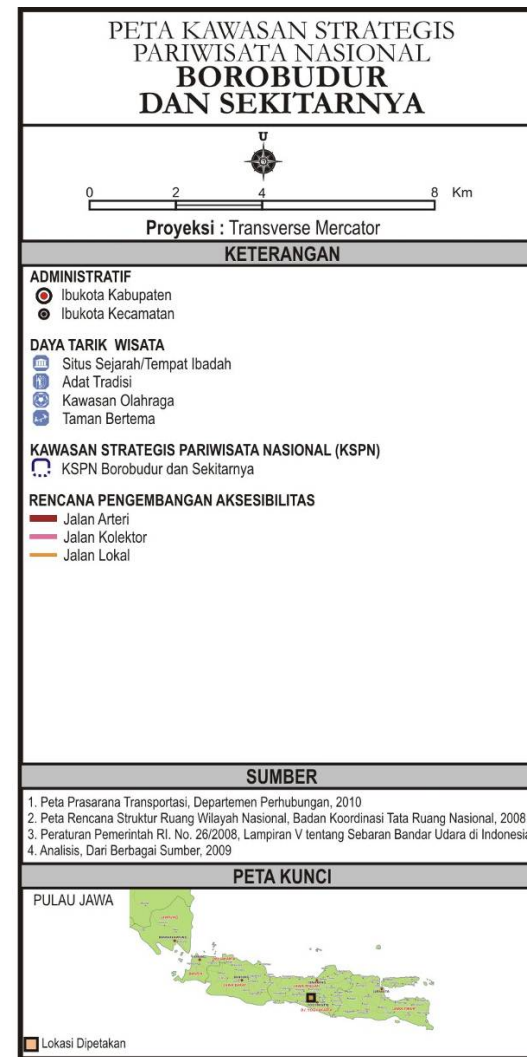 PETA KAWASAN STRATEGIS
PARIWISATA NASIONAL
BOROBUDUR
DAN SEKITARNYA
U
0 2 4 8 Km
Proyeksi : Transverse Mercator
KETERANGAN
ADMINISTRATIF
Ibukota Kabupaten
Ibukota Kecamatan
DAYA TARIK WISATA
Situs Sejarah/Tempat Ibadah
Adat Tradisi
Kawasan Olahraga
Taman Bertema
KAWASAN STRATEGIS PARIWISATA NASIONAL (KSPN)
KSPN Borobudur dan Sekitarnya
RENCANA PENGEMBANGAN AKSESIBILITAS
Jalan Arteri
Jalan Kolektor
Jalan Lokal
SUMBER
1. Peta Prasarana Transportasi, Departemen Perhubungan, 2010
2. Peta Rencana Struktur Ruang Wilayah Nasional, Badan Koordinasi Tata Ruang Nasional, 2008
3. Peraturan Pemerintah RI. No. 26/2008, Lampiran V tentang Sebaran Bandar Udara di Indonesia
4. Analisis, Dari Berbagai Sumber, 2009
PETA KUNCI
PULAU JAWA
Lokasi Dipetakan